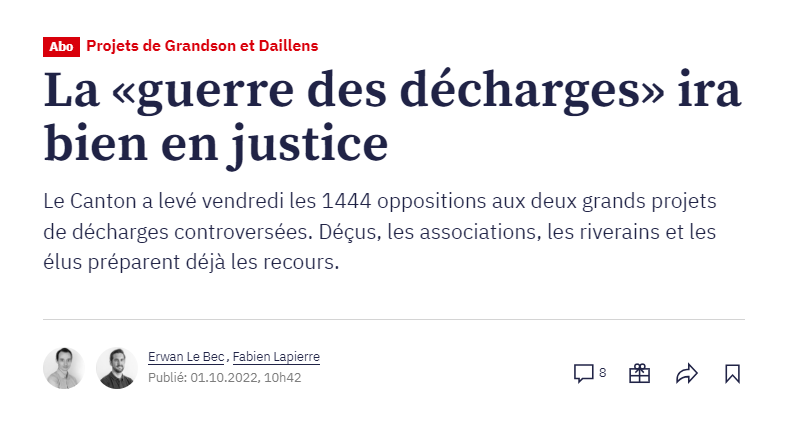 Abo Projets de Grandson et Daillens
La «guerre des décharges» ira
bien en justice
Le Canton a levé vendredi les 1444 oppositions aux deux grands projets
de décharges controversées. Déçus, les associations, les riverains et les
élus préparent déjà les recours.
Erwan Le Bec, Fabien Lapierre
Publié: 01.10.2022, 10h42
8